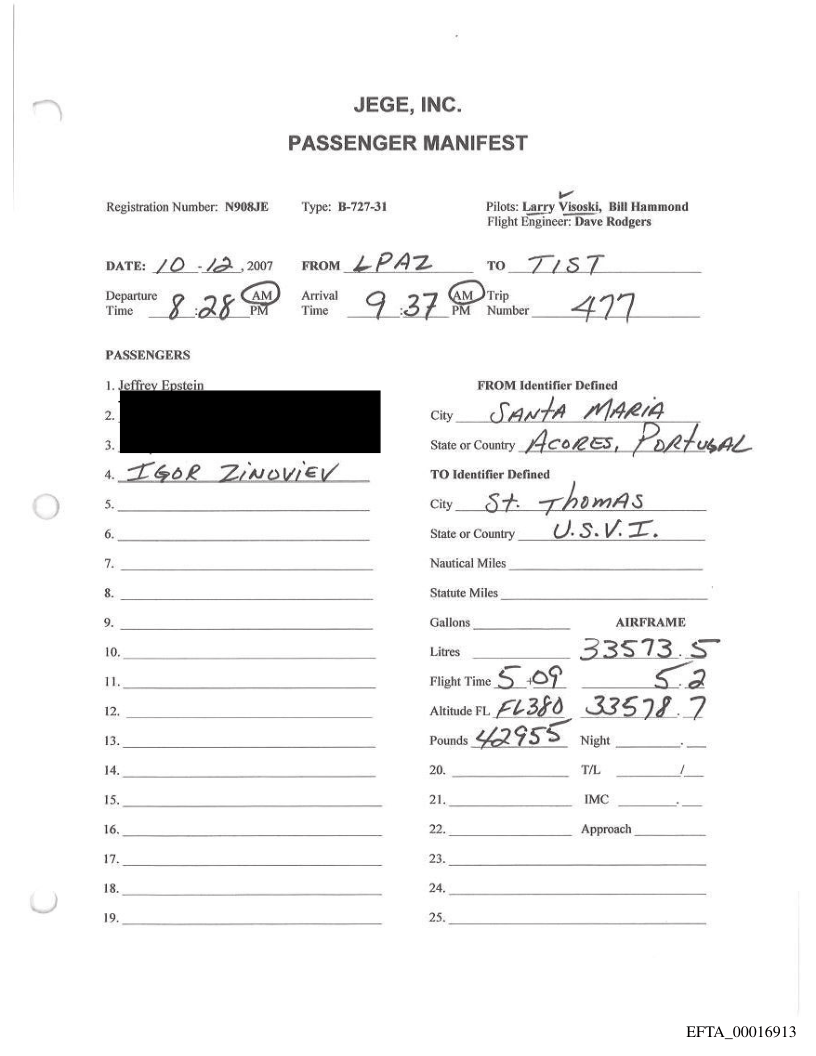 JEGE, INC.
PASSENGER MANIFEST
Registration Number: N908JE Type: B-727-31 Pilots: Larry Visoski, Bill Hammond
Flight Engineer: Dave Rodgers
DATE: 10 - 12 , 2007 FROM LPAZ TO TIST
Departure Time 8 :28 AM PM Arrival Time 9 :37 AM PM Trip Number 477
PASSENGERS
1. Jeffrey Epstein FROM Identifier Defined
2. City SANTA MARIA
3. State or Country ACORES, PORTUGAL
4. IGOR ZINOVIEV TO Identifier Defined
5. City St. Thomas
6. State or Country U.S.V.I.
7. Nautical Miles
8. Statute Miles
9. Gallons AIRFRAME
10. Litres 33573.5
11. Flight Time 5 +09 5.2
12. Altitude FL FL380 33578.7
13. Pounds 42955 Night .
14. 20. T/L /
15. 21. IMC .
16. 22. Approach
17. 23.
18. 24.
19. 25.
EFTA_00016913